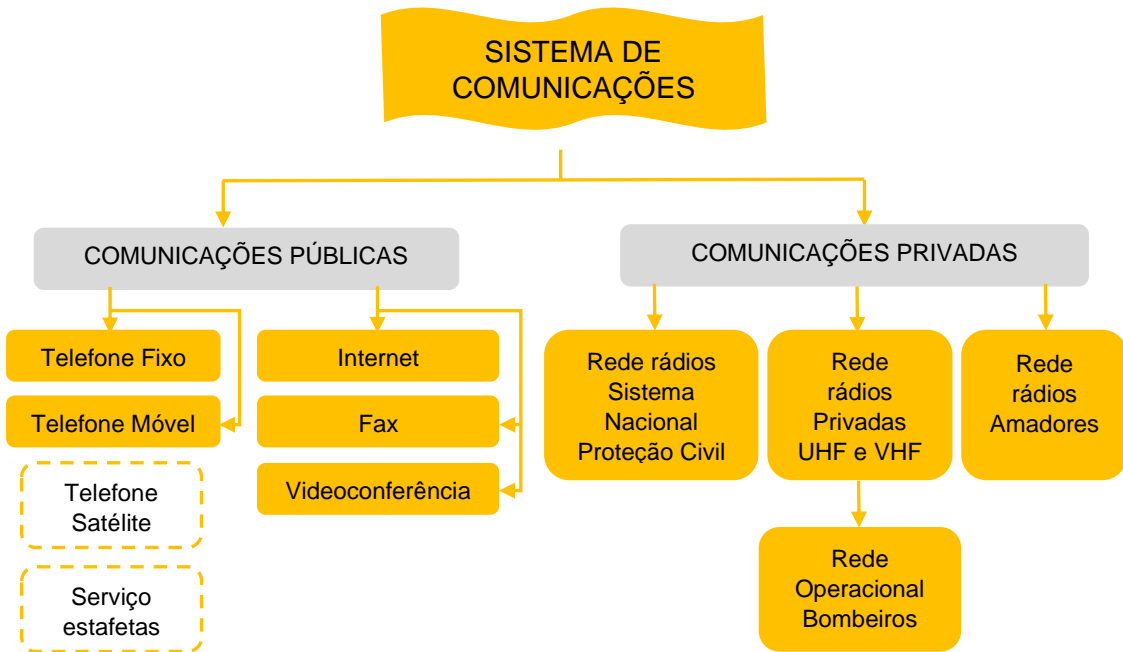 SISTEMA DE
COMUNICAÇÕES
COMUNICAÇÕES PÚBLICAS
COMUNICAÇÕES PRIVADAS
Telefone Fixo
Telefone Móvel
Telefone
Satélite
Serviço
estafetas
Internet
Fax
Videoconferência
Rede rádios
Sistema
Nacional
Proteção Civil
Rede
rádios
Privadas
UHF e VHF
Rede
Operacional
Bombeiros
Rede
rádios
Amadores